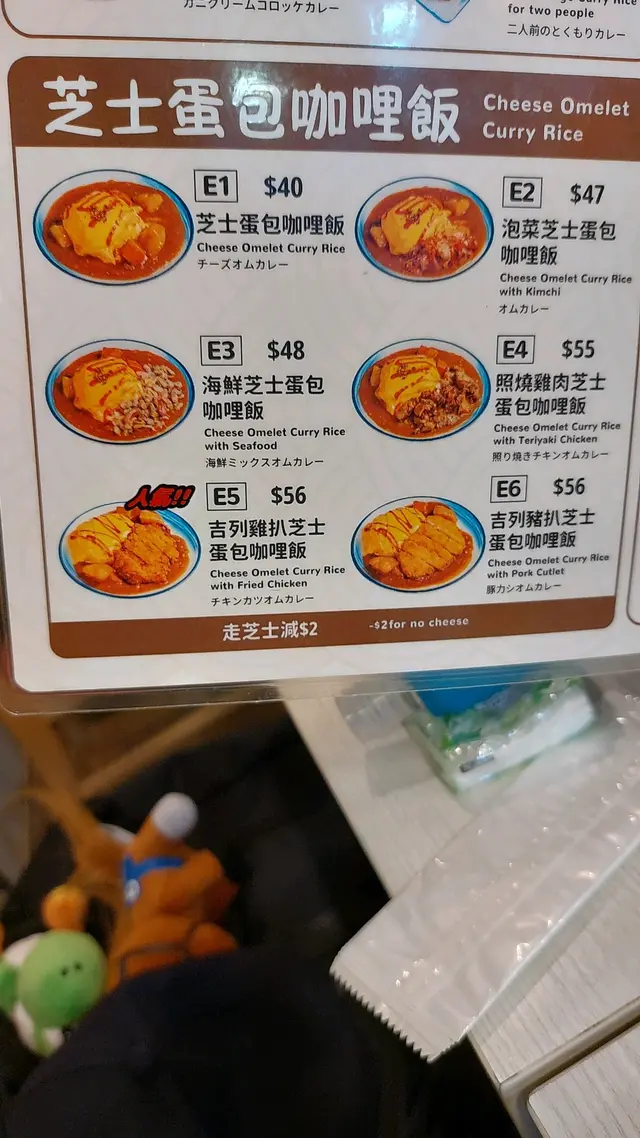 カニクリームコロッケカレー
for two people
二人前のとくもりカレー
芝士蛋包咖哩飯
Cheese Omelet
Curry Rice
E1 $40
芝士蛋包咖哩飯
Cheese Omelet Curry Rice
チーズオムカレー
E2 $47
泡菜芝士蛋包
咖哩飯
Cheese Omelet Curry Rice
with Kimchi
オムカレー
E3 $48
海鮮芝士蛋包
咖哩飯
Cheese Omelet Curry Rice
with Seafood
海鮮ミックスオムカレー
E4 $55
照燒雞肉芝士
蛋包咖哩飯
Cheese Omelet Curry Rice
with Teriyaki Chicken
照り焼きチキンオムカレー
人氣!!
E5 $56
吉列雞扒芝士
蛋包咖哩飯
Cheese Omelet Curry Rice
with Fried Chicken
チキンカツオムカレー
E6 $56
吉列豬扒芝士
蛋包咖哩飯
Cheese Omelet Curry Rice
with Pork Cutlet
豚カシオムカレー
走芝士減$2 -$2for no cheese